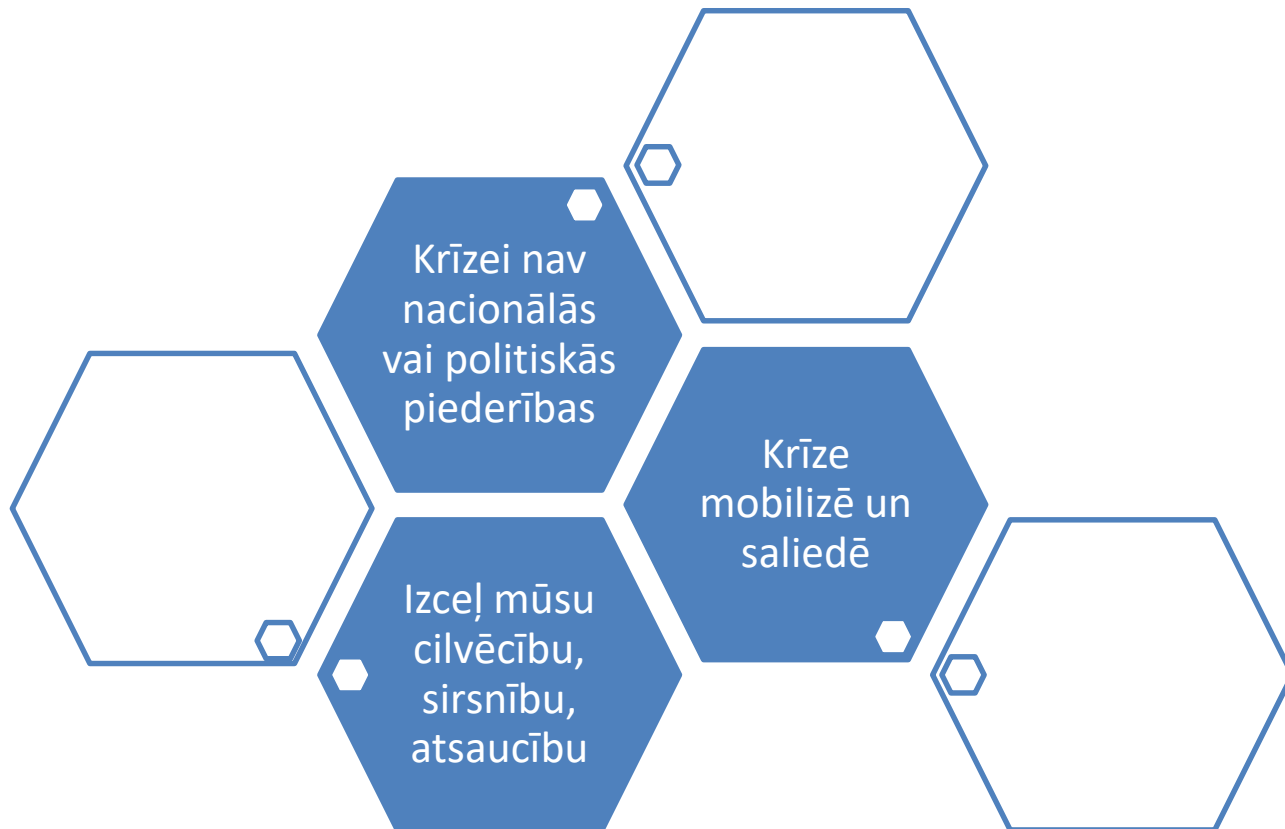 Krīzei nav
nacionālās
vai politiskās
piederības
Krīze
mobilizē un
saliedē
Izceļ mūsu
cilvēcību,
sirsnību,
atsaucību